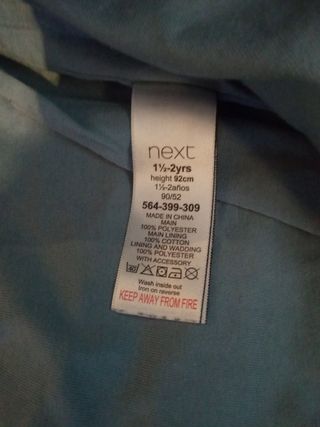 next
1½-2yrs
height 92cm
1½-2años
90/52
564-399-309
MADE IN CHINA
MAIN
100% POLYESTER
MAIN LINING
100% COTTON
LINING AND WADDING
100% POLYESTER
WITH ACCESSORY
40
Wash inside out
Iron on reverse
KEEP AWAY FROM FIRE